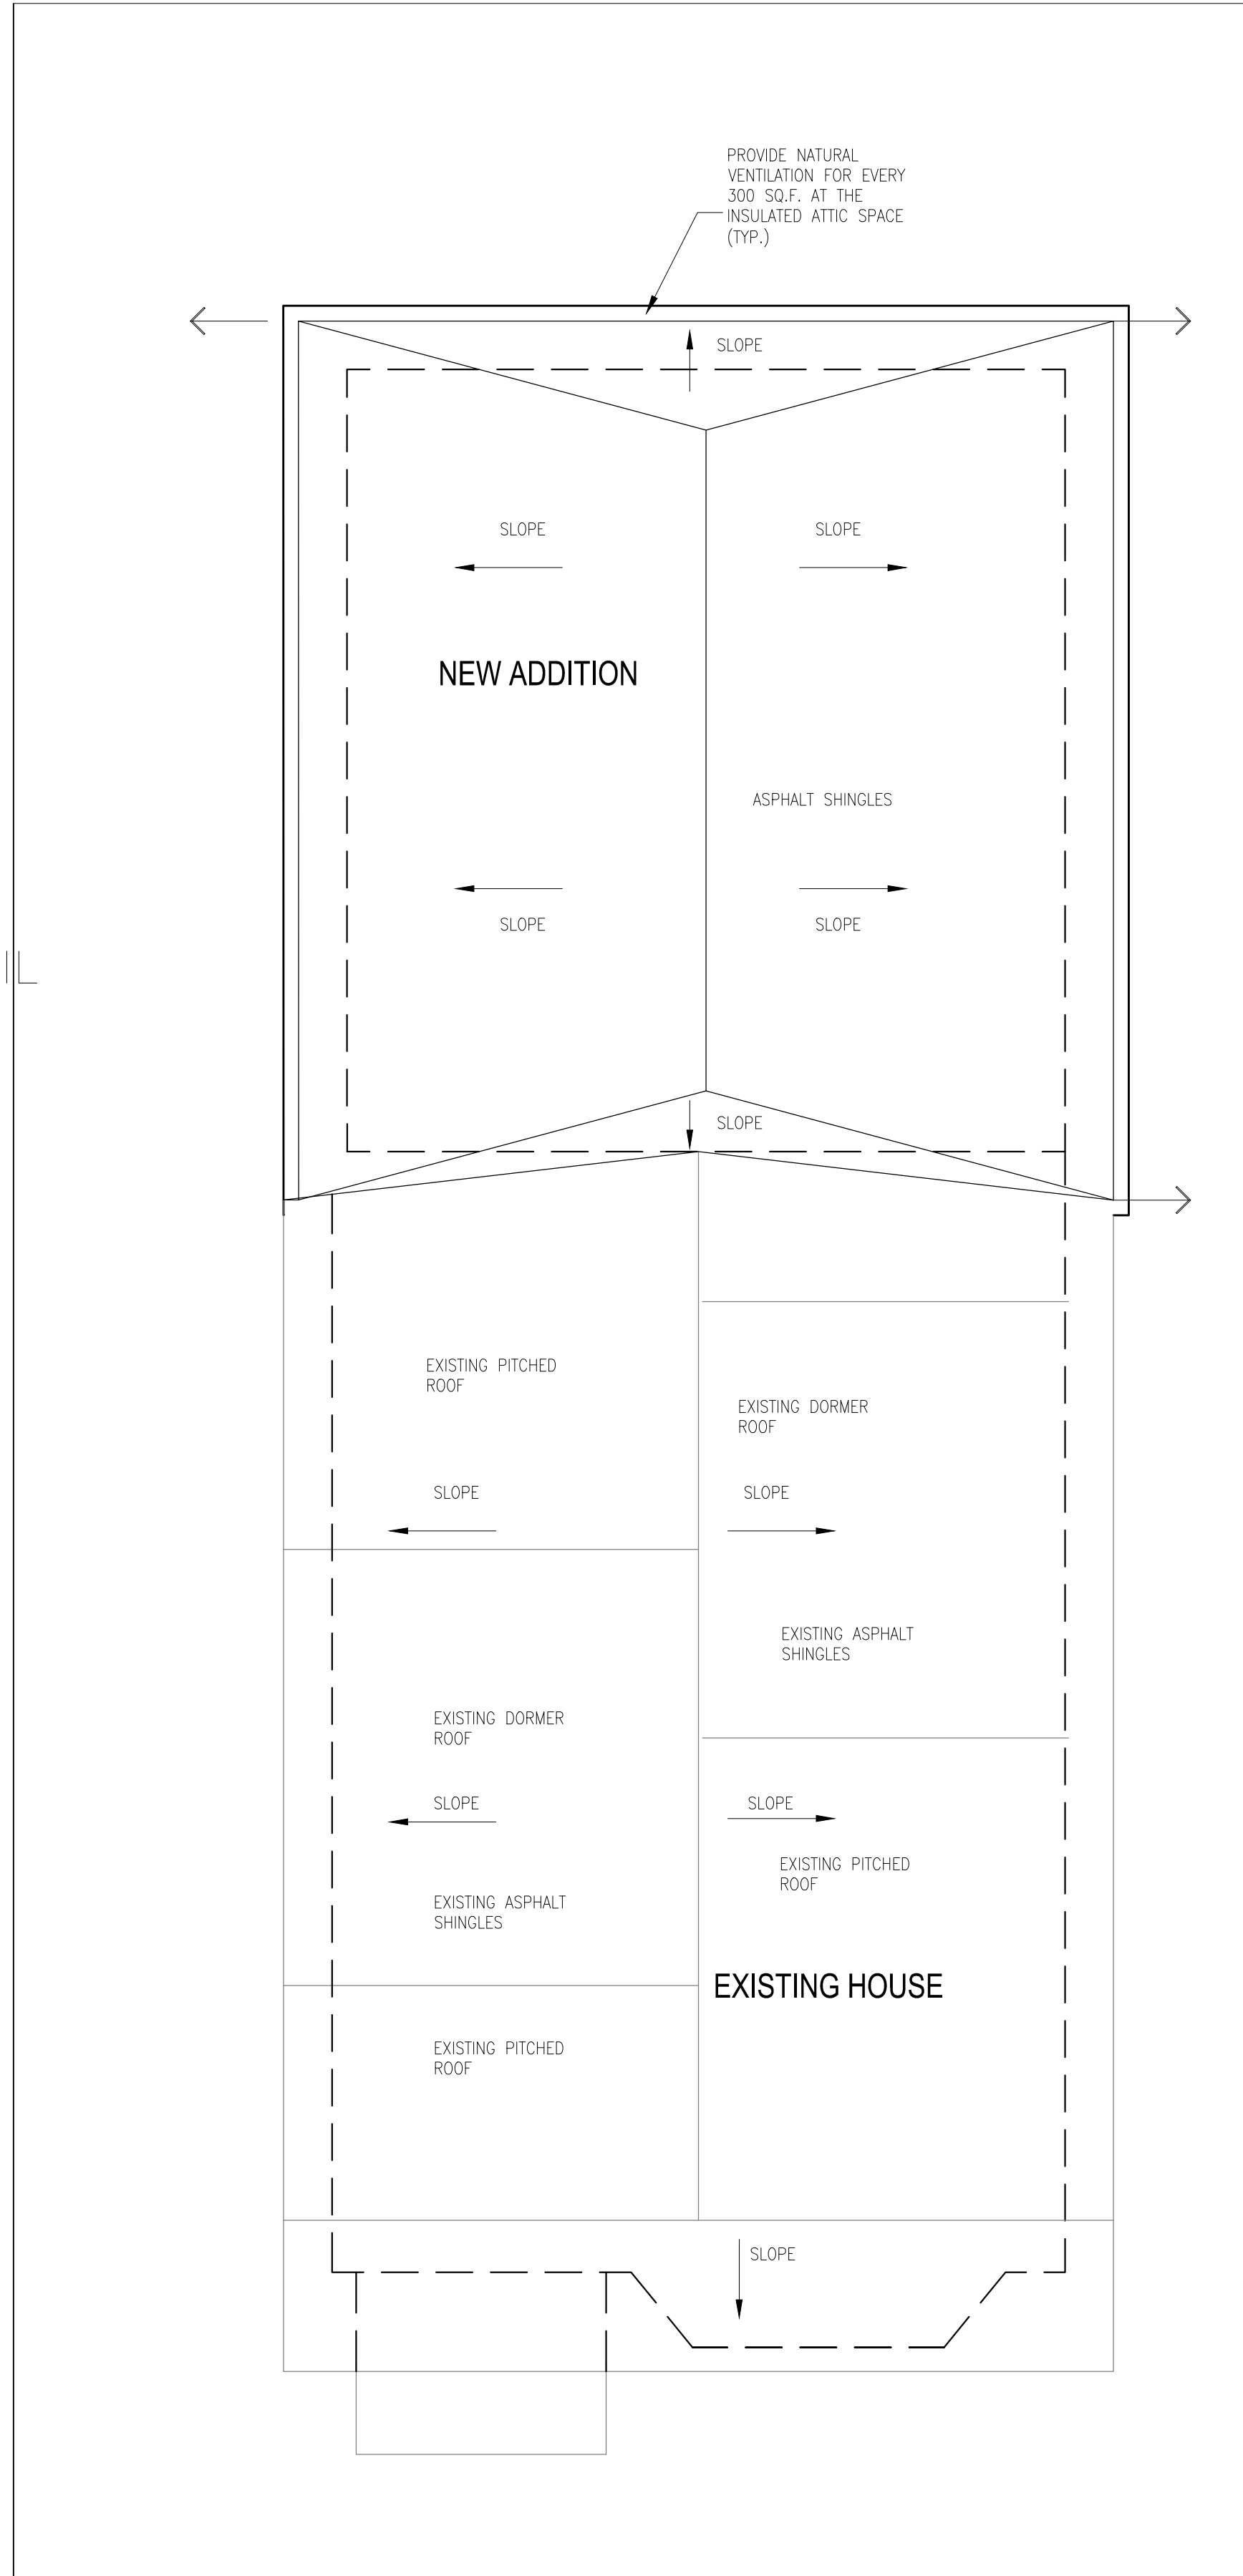 PROVIDE NATURAL
VENTILATION FOR EVERY
300 SQ.F. AT THE
INSULATED ATTIC SPACE
(TYP.)
SLOPE
SLOPE
SLOPE
NEW ADDITION
ASPHALT SHINGLES
SLOPE
SLOPE
SLOPE
EXISTING PITCHED
ROOF
EXISTING DORMER
ROOF
SLOPE
SLOPE
EXISTING ASPHALT
SHINGLES
EXISTING DORMER
ROOF
SLOPE
SLOPE
EXISTING PITCHED
ROOF
EXISTING ASPHALT
SHINGLES
EXISTING HOUSE
EXISTING PITCHED
ROOF
SLOPE